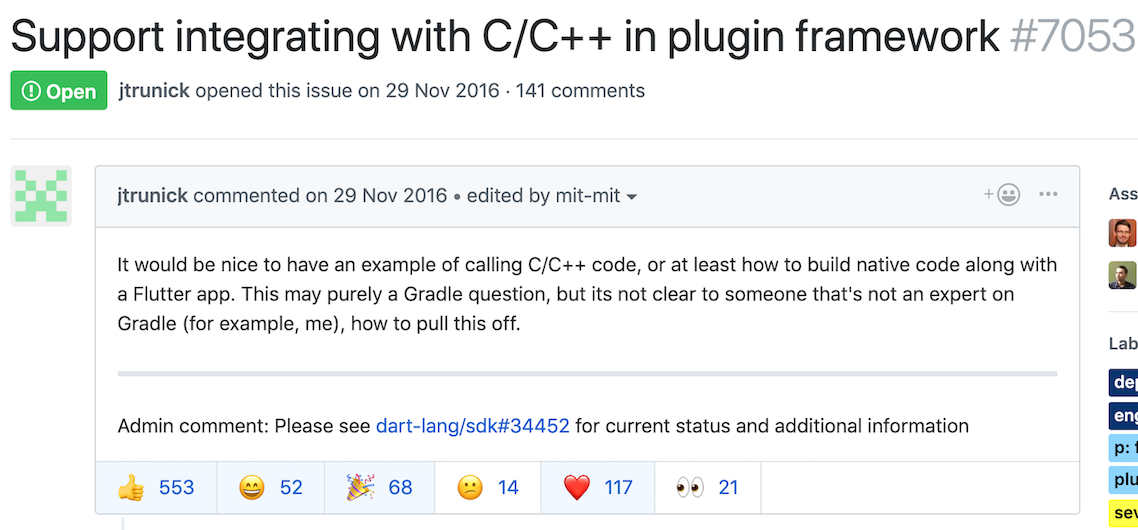 Support integrating with C/C++ in plugin framework #7053
Open jtrunick opened this issue on 29 Nov 2016 · 141 comments
jtrunick commented on 29 Nov 2016 • edited by mit-mit
Ass
It would be nice to have an example of calling C/C++ code, or at least how to build native code along with
a Flutter app. This may purely a Gradle question, but its not clear to someone that's not an expert on
Gradle (for example, me), how to pull this off.
Lab
dep
eng
Admin comment: Please see dart-lang/sdk#34452 for current status and additional information
p: f
plu
sev
553 52 68 14 117 21